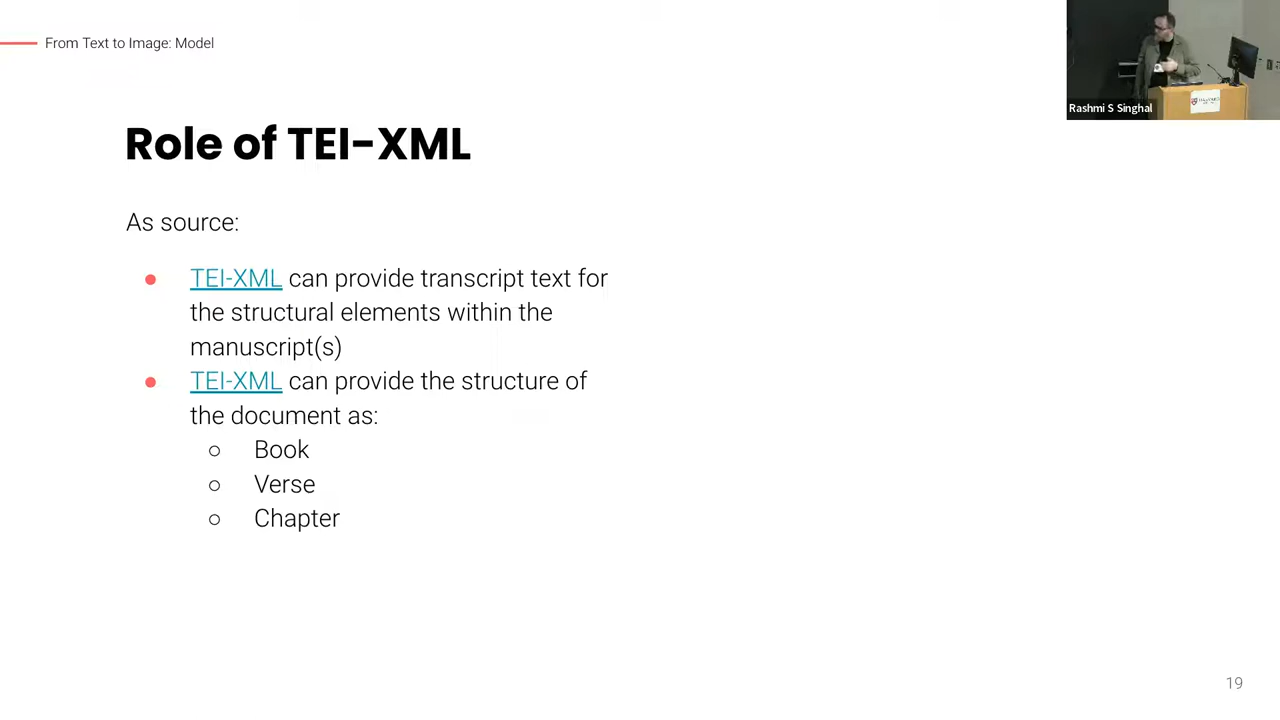 From Text to Image: Model
Rashmi S Singhal
Role of TEI-XML
As source:
TEI-XML can provide transcript text for
the structural elements within the
manuscript(s)
TEI-XML can provide the structure of
the document as:
Book
Verse
Chapter
19